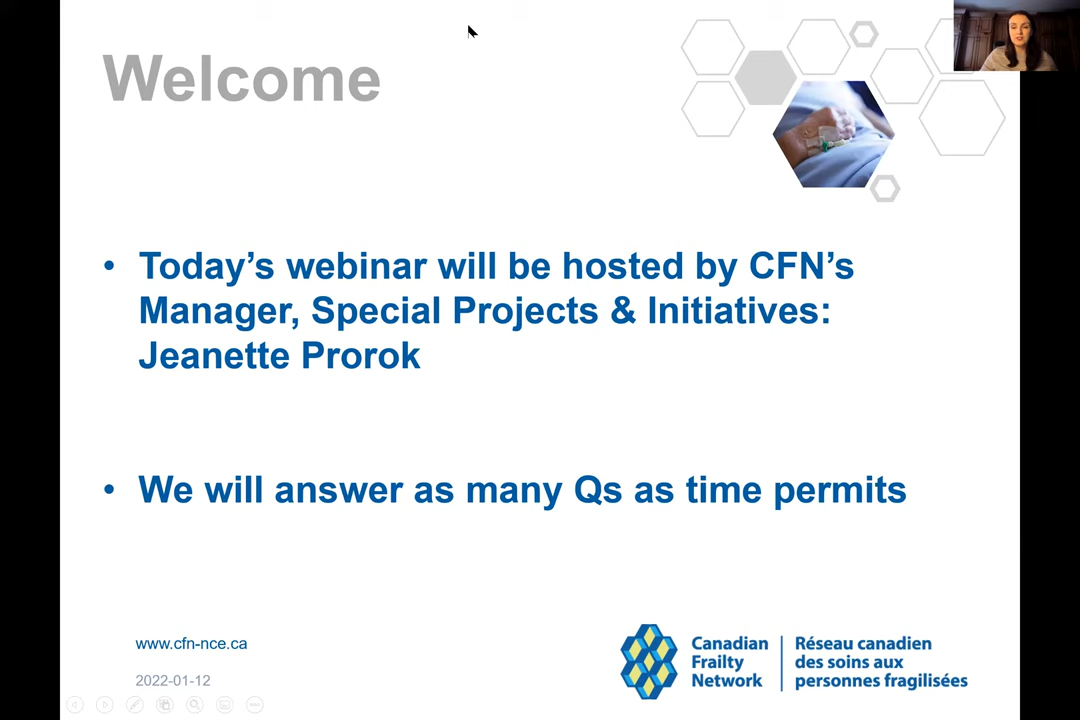 Welcome
• Today’s webinar will be hosted by CFN’s
Manager, Special Projects & Initiatives:
Jeanette Prorok
• We will answer as many Qs as time permits
www.cfn-nce.ca
2022-01-12
Canadian
Frailty
Network
Réseau canadien
des soins aux
personnes fragilisées